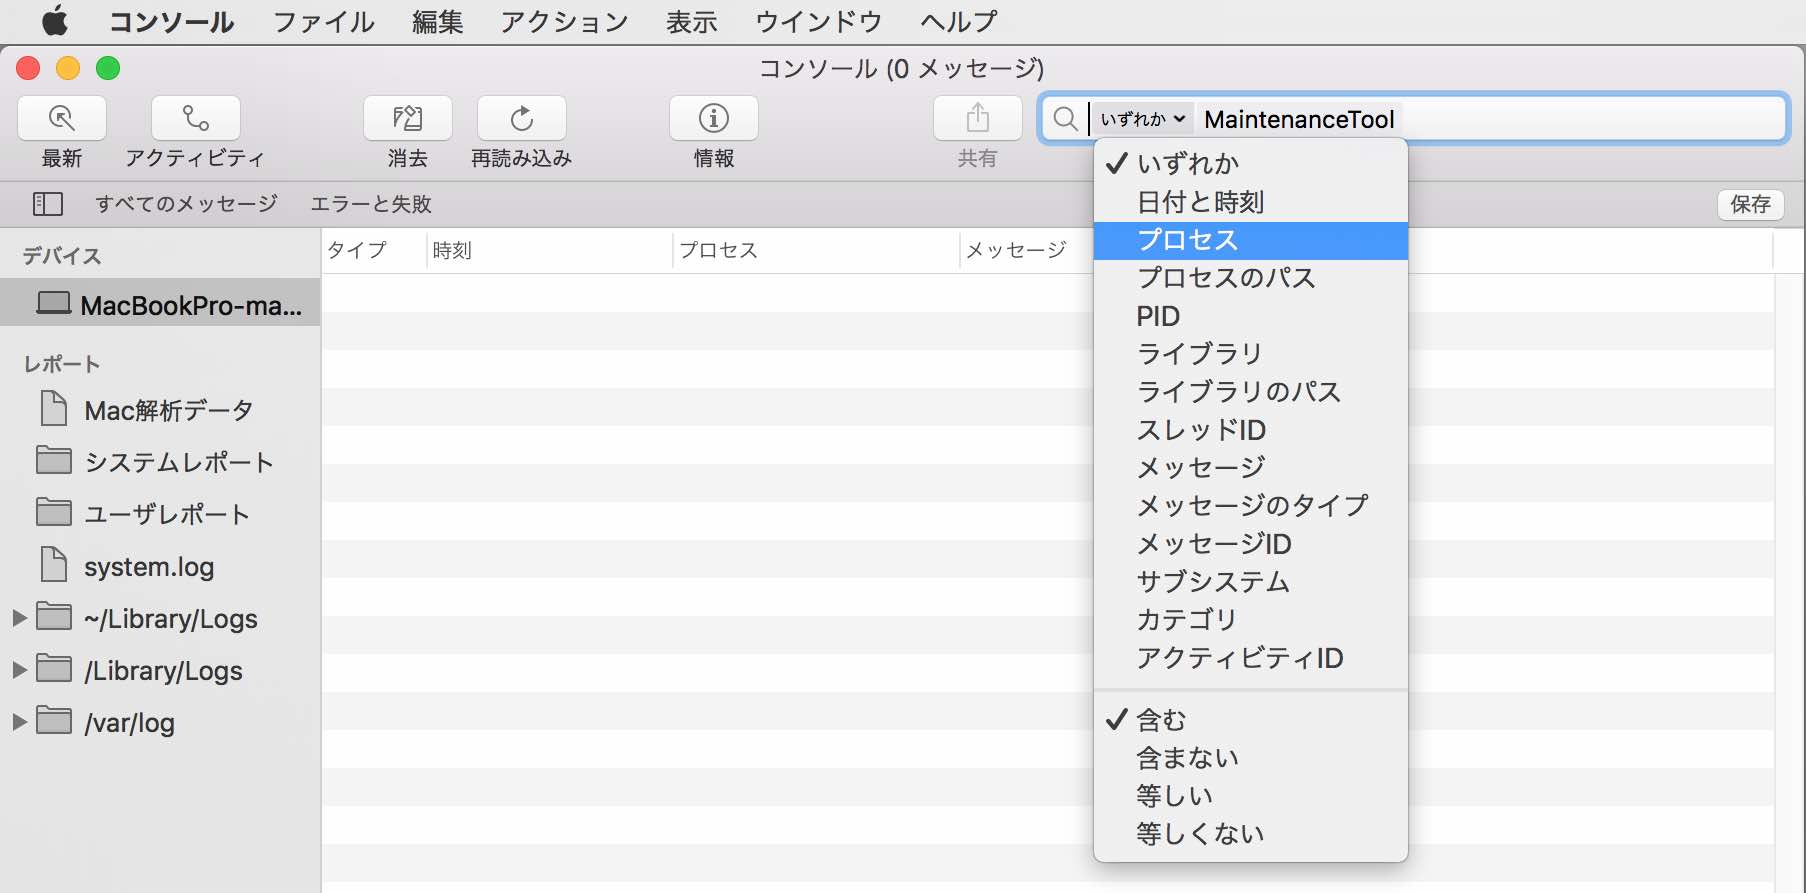 コンソール ファイル 編集 アクション 表示 ウインドウ ヘルプ
コンソール (0 メッセージ)
いずれか MaintenanceTool
最新 アクティビティ 消去 再読み込み 情報 共有
すべてのメッセージ エラーと失敗 保存
デバイス
MacBookPro-ma...
レポート
Mac解析データ
システムレポート
ユーザレポート
system.log
~/Library/Logs
/Library/Logs
/var/log
タイプ 時刻 プロセス メッセージ
いずれか
日付と時刻
プロセス
プロセスのパス
PID
ライブラリ
ライブラリのパス
スレッドID
メッセージ
メッセージのタイプ
メッセージID
サブシステム
カテゴリ
アクティビティID
含む
含まない
等しい
等しくない